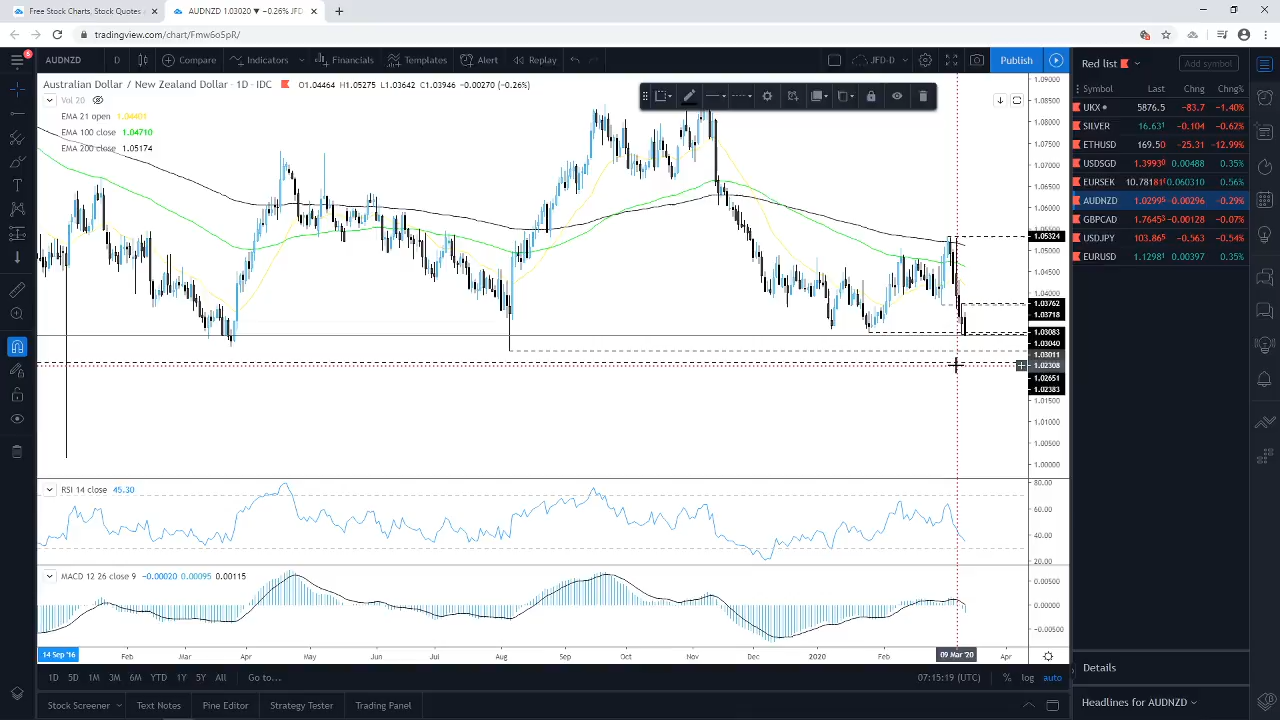 Free Stock Charts, Stock Quotes
AUDNZD 1.03020 ▼ −0.26% JFD
tradingview.com/chart/Fmw6o5pR/
AUDNZD D Compare Indicators Financials Templates Alert Replay JFD-D Publish
Red list Add symbol
Australian Dollar / New Zealand Dollar · 1D · IDC O1.04464 H1.05275 L1.03642 C1.03946 −0.00270 (−0.26%)
Vol 20
EMA 21 open 1.04401
EMA 100 close 1.04710
EMA 200 close 1.05174
1.09000
1.08500
1.08000
1.07500
1.07000
1.06500
1.06000
1.05500
1.05324
1.05000
1.04500
1.04000
1.03762
1.03718
1.03083
1.03040
1.03011
1.02308
1.02651
1.02383
1.01500
1.01000
1.00500
1.00000
Symbol Last Chng Chng%
UKX 5876.5 −83.7 −1.40%
SILVER 16.631 −0.104 −0.62%
ETHUSD 169.50 −25.31 −12.99%
USDSGD 1.39930 0.00488 0.35%
EURSEK 10.78181 0.060310 0.56%
AUDNZD 1.02995 −0.00296 −0.29%
GBPCAD 1.76453 −0.00128 −0.07%
USDJPY 103.865 −0.563 −0.54%
EURUSD 1.12981 0.00397 0.35%
RSI 14 close 45.30
80.00
60.00
40.00
20.00
MACD 12 26 close 9 −0.00020 0.00095 0.00115
0.00500
0.00000
−0.00500
14 Sep '16 Feb Mar Apr May Jun Jul Aug Sep Oct Nov Dec 2020 Feb 09 Mar '20 Apr
1D 5D 1M 3M 6M YTD 1Y 5Y All Go to... 07:15:19 (UTC) % log auto
Stock Screener Text Notes Pine Editor Strategy Tester Trading Panel
Details
Headlines for AUDNZD